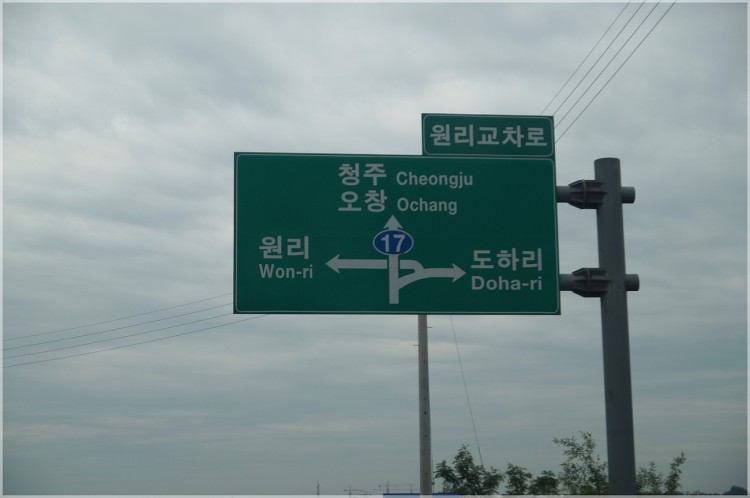 원리교차로
청주 Cheongju
오창 Ochang
17
원리
Won-ri
도하리
Doha-ri